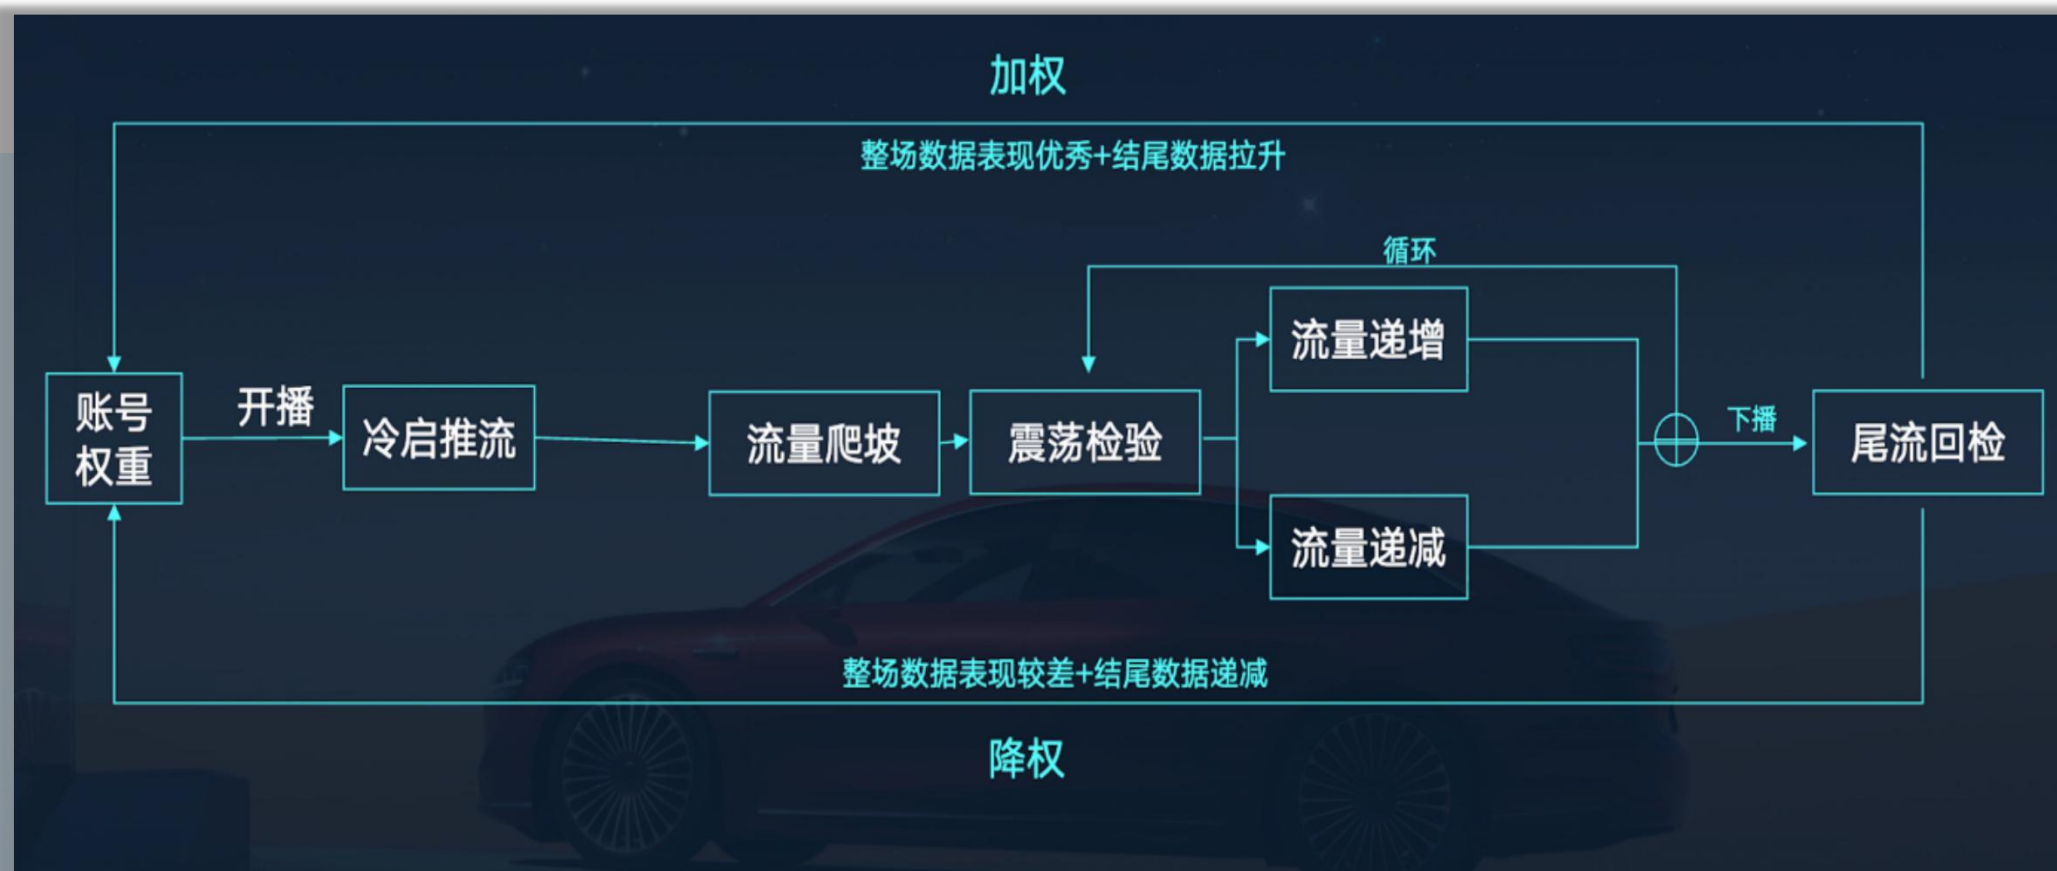 加权
整场数据表现优秀+结尾数据拉升
循环
流量递增
账号
权重
开播
冷启推流
流量爬坡
震荡检验
下播
尾流回检
流量递减
整场数据表现较差+结尾数据递减
降权